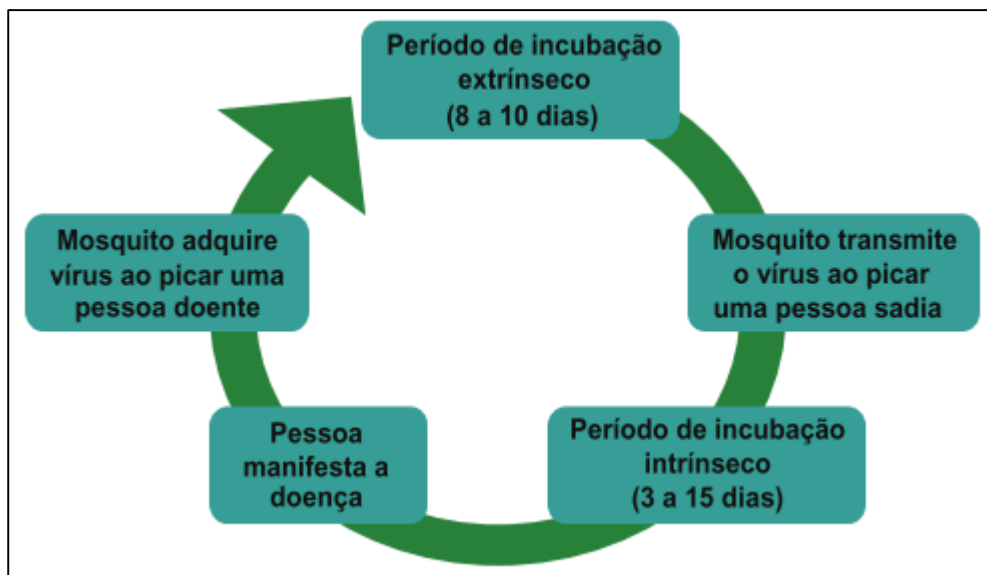 Período de incubação
extrínseco
(8 a 10 dias)
Mosquito transmite
o vírus ao picar
uma pessoa sadia
Período de incubação
intrínseco
(3 a 15 dias)
Pessoa
manifesta a
doença
Mosquito adquire
vírus ao picar uma
pessoa doente